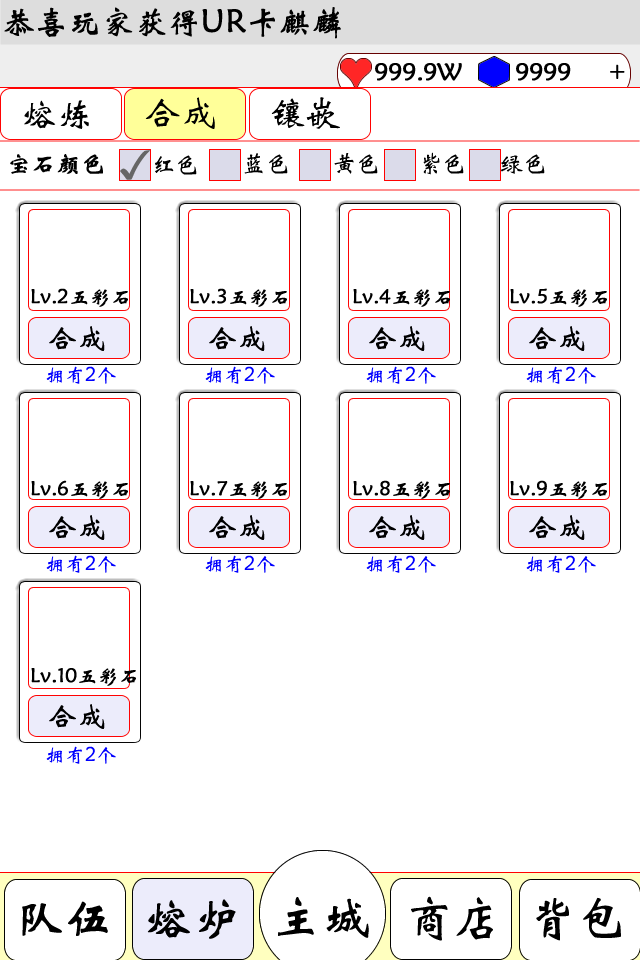 恭喜玩家获得UR卡麒麟
999.9W 9999 +
熔炼 合成 镶嵌
宝石颜色 红色 蓝色 黄色 紫色 绿色
Lv.2五彩石 Lv.3五彩石 Lv.4五彩石 Lv.5五彩石
合成 合成 合成 合成
拥有2个 拥有2个 拥有2个 拥有2个
Lv.6五彩石 Lv.7五彩石 Lv.8五彩石 Lv.9五彩石
合成 合成 合成 合成
拥有2个 拥有2个 拥有2个 拥有2个
Lv.10五彩石
合成
拥有2个
队伍 熔炉 主城 商店 背包